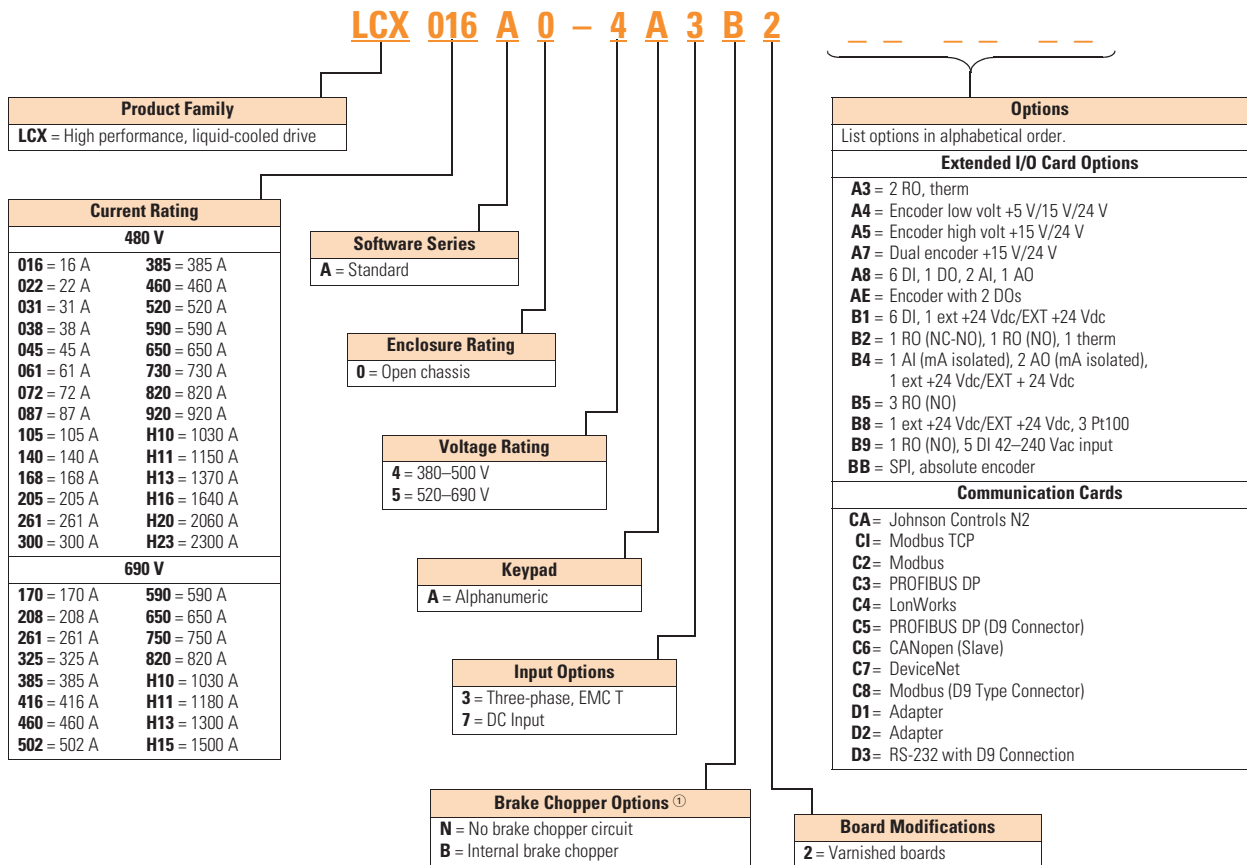 LCX 016 A 0 – 4 A 3 B 2 _ _ _ _ _ _
Product Family
LCX = High performance, liquid-cooled drive
Current Rating
480 V
016 = 16 A 385 = 385 A
022 = 22 A 460 = 460 A
031 = 31 A 520 = 520 A
038 = 38 A 590 = 590 A
045 = 45 A 650 = 650 A
061 = 61 A 730 = 730 A
072 = 72 A 820 = 820 A
087 = 87 A 920 = 920 A
105 = 105 A H10 = 1030 A
140 = 140 A H11 = 1150 A
168 = 168 A H13 = 1370 A
205 = 205 A H16 = 1640 A
261 = 261 A H20 = 2060 A
300 = 300 A H23 = 2300 A
690 V
170 = 170 A 590 = 590 A
208 = 208 A 650 = 650 A
261 = 261 A 750 = 750 A
325 = 325 A 820 = 820 A
385 = 385 A H10 = 1030 A
416 = 416 A H11 = 1180 A
460 = 460 A H13 = 1300 A
502 = 502 A H15 = 1500 A
Software Series
A = Standard
Enclosure Rating
0 = Open chassis
Voltage Rating
4 = 380–500 V
5 = 520–690 V
Keypad
A = Alphanumeric
Input Options
3 = Three-phase, EMC T
7 = DC Input
Brake Chopper Options ①
N = No brake chopper circuit
B = Internal brake chopper
Board Modifications
2 = Varnished boards
Options
List options in alphabetical order.
Extended I/O Card Options
A3 = 2 RO, therm
A4 = Encoder low volt +5 V/15 V/24 V
A5 = Encoder high volt +15 V/24 V
A7 = Dual encoder +15 V/24 V
A8 = 6 DI, 1 DO, 2 AI, 1 AO
AE = Encoder with 2 DOs
B1 = 6 DI, 1 ext +24 Vdc/EXT +24 Vdc
B2 = 1 RO (NC-NO), 1 RO (NO), 1 therm
B4 = 1 AI (mA isolated), 2 AO (mA isolated),
1 ext +24 Vdc/EXT + 24 Vdc
B5 = 3 RO (NO)
B8 = 1 ext +24 Vdc/EXT +24 Vdc, 3 Pt100
B9 = 1 RO (NO), 5 DI 42–240 Vac input
BB = SPI, absolute encoder
Communication Cards
CA = Johnson Controls N2
CI = Modbus TCP
C2 = Modbus
C3 = PROFIBUS DP
C4 = LonWorks
C5 = PROFIBUS DP (D9 Connector)
C6 = CANopen (Slave)
C7 = DeviceNet
C8 = Modbus (D9 Type Connector)
D1 = Adapter
D2 = Adapter
D3 = RS-232 with D9 Connection